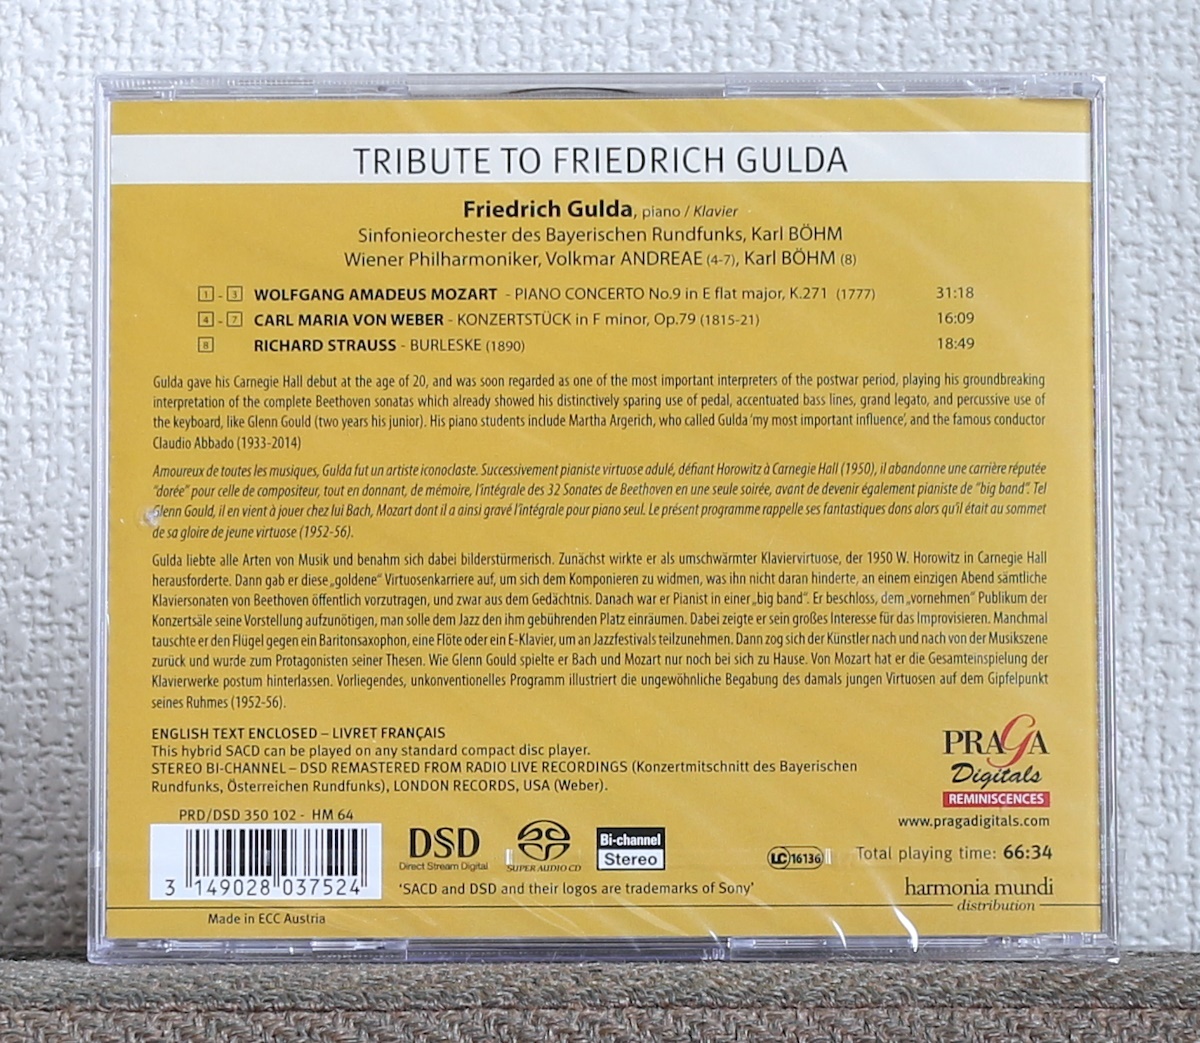 TRIBUTE TO FRIEDRICH GULDA
Friedrich Gulda, piano / Klavier
Sinfonieorchester des Bayerischen Rundfunks, Karl BÖHM
Wiener Philharmoniker, Volkmar ANDREAE (4-7), Karl BÖHM (8)
1 - 3 WOLFGANG AMADEUS MOZART - PIANO CONCERTO No.9 in E flat major, K.271 (1777) 31:18
4 - 7 CARL MARIA VON WEBER - KONZERTSTÜCK in F minor, Op.79 (1815-21) 16:09
8 RICHARD STRAUSS - BURLESKE (1890) 18:49
Gulda gave his Carnegie Hall debut at the age of 20, and was soon regarded as one of the most important interpreters of the postwar period, playing his groundbreaking
interpretation of the complete Beethoven sonatas which already showed his distinctively sparing use of pedal, accentuated bass lines, grand legato, and percussive use of
the keyboard, like Glenn Gould (two years his junior). His piano students include Martha Argerich, who called Gulda 'my most important influence', and the famous conductor
Claudio Abbado (1933-2014)
Amoureux de toutes les musiques, Gulda fut un artiste iconoclaste. Successivement pianiste virtuose adulé, défiant Horowitz à Carnegie Hall (1950), il abandonne une carrière réputée
"dorée" pour celle de compositeur, tout en donnant, de mémoire, l'intégrale des 32 Sonates de Beethoven en une seule soirée, avant de devenir également pianiste de "big band". Tel
Glenn Gould, il en vient à jouer chez lui Bach, Mozart dont il a ainsi gravé l'intégrale pour piano seul. Le présent programme rappelle ses fantastiques dons alors qu'il était au sommet
de sa gloire de jeune virtuose (1952-56).
Gulda liebte alle Arten von Musik und benahm sich dabei bilderstürmerisch. Zunächst wirkte er als umschwärmter Klaviervirtuose, der 1950 W. Horowitz in Carnegie Hall
herausforderte. Dann gab er diese „goldene“ Virtuosenkarriere auf, um sich dem Komponieren zu widmen, was ihn nicht daran hinderte, an einem einzigen Abend sämtliche
Klaviersonaten von Beethoven öffentlich vorzutragen, und zwar aus dem Gedächtnis. Danach war er Pianist in einer „big band“. Er beschloss, dem „vornehmen“ Publikum der
Konzertsäle seine Vorstellung aufzunötigen, man solle dem Jazz den ihm gebührenden Platz einräumen. Dabei zeigte er sein großes Interesse für das Improvisieren. Manchmal
tauschte er den Flügel gegen ein Baritonsaxophon, eine Flöte oder ein E-Klavier, um an Jazzfestivals teilzunehmen. Dann zog sich der Künstler nach und nach von der Musikszene
zurück und wurde zum Protagonisten seiner Thesen. Wie Glenn Gould spielte er Bach und Mozart nur noch bei sich zu Hause. Von Mozart hat er die Gesamteinspielung der
Klavierwerke postum hinterlassen. Vorliegendes, unkonventionelles Programm illustriert die ungewöhnliche Begabung des damals jungen Virtuosen auf dem Gipfelpunkt
seines Ruhmes (1952-56).
ENGLISH TEXT ENCLOSED – LIVRET FRANÇAIS
This hybrid SACD can be played on any standard compact disc player.
STEREO BI-CHANNEL – DSD REMASTERED FROM RADIO LIVE RECORDINGS (Konzertmitschnitt des Bayerischen
Rundfunks, Österreichen Rundfunks), LONDON RECORDS, USA (Weber).
PRAGA
Digitals
REMINISCENCES
www.pragadigitals.com
PRD/DSD 350 102 - HM 64
3 149028 037524
Made in ECC Austria
DSD
Direct Stream Digital
SUPER AUDIO CD
Bi-channel
Stereo
'SACD and DSD and their logos are trademarks of Sony'
LC 16136
Total playing time: 66:34
harmonia mundi
distribution